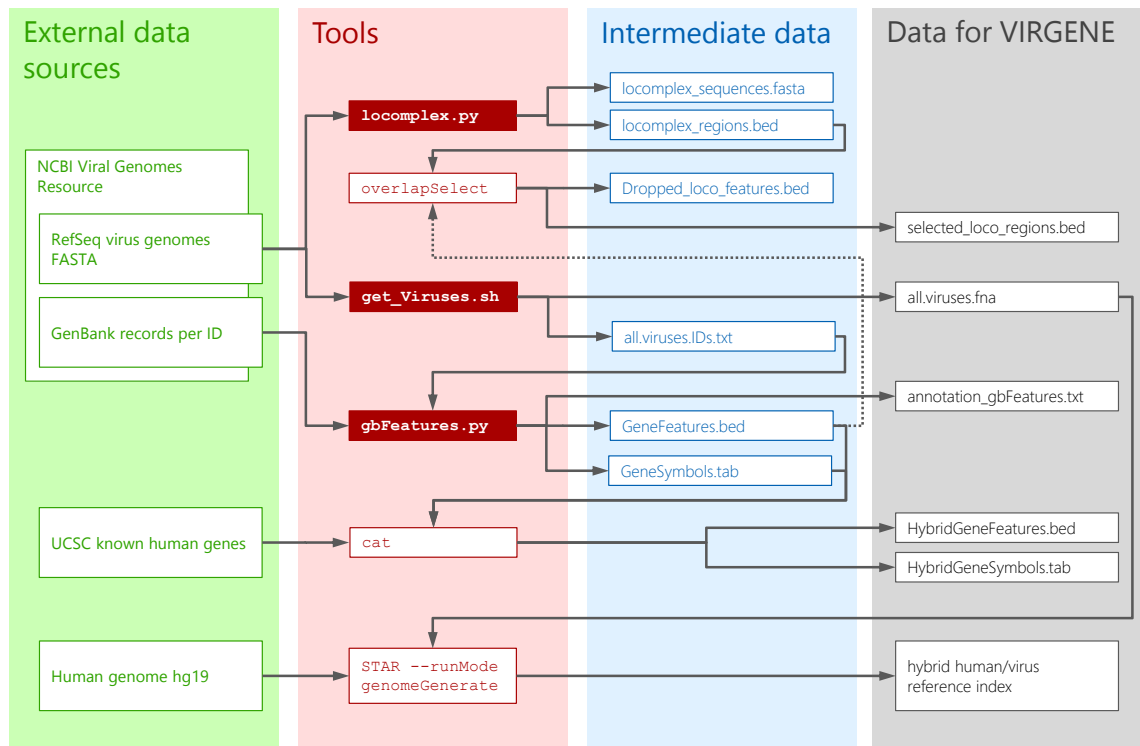 External data
sources
Tools
Intermediate data
Data for VIRGENE
locomplex_sequences.fasta
locomplex.py
locomplex_regions.bed
NCBI Viral Genomes
Resource
overlapSelect
Dropped_loco_features.bed
RefSeq virus genomes
FASTA
selected_loco_regions.bed
get_Viruses.sh
all.viruses.fna
GenBank records per ID
all.viruses.IDs.txt
annotation_gbFeatures.txt
gbFeatures.py
GeneFeatures.bed
GeneSymbols.tab
UCSC known human genes
cat
HybridGeneFeatures.bed
HybridGeneSymbols.tab
Human genome hg19
STAR --runMode
genomeGenerate
hybrid human/virus
reference index